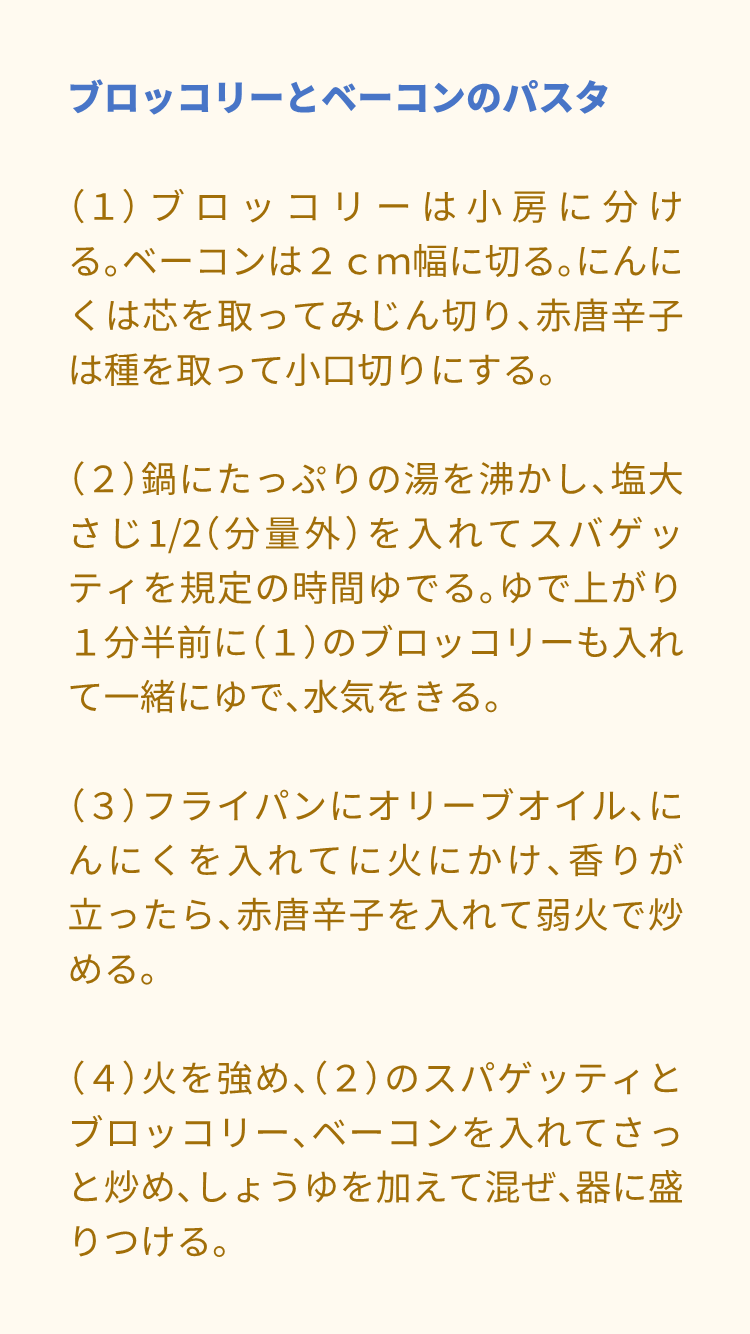 ブロッコリーとベーコンのパスタ
（１）ブロッコリーは小房に分け
る。ベーコンは２ｃｍ幅に切る。にんに
くは芯を取ってみじん切り、赤唐辛子
は種を取って小口切りにする。
（２）鍋にたっぷりの湯を沸かし、塩大
さじ1/2（分量外）を入れてスバゲッ
ティを規定の時間ゆでる。ゆで上がり
１分半前に（１）のブロッコリーも入れ
て一緒にゆで、水気をきる。
（３）フライパンにオリーブオイル、に
んにくを入れてに火にかけ、香りが
立ったら、赤唐辛子を入れて弱火で炒
める。
（４）火を強め、（２）のスパゲッティと
ブロッコリー、ベーコンを入れてさっ
と炒め、しょうゆを加えて混ぜ、器に盛
りつける。